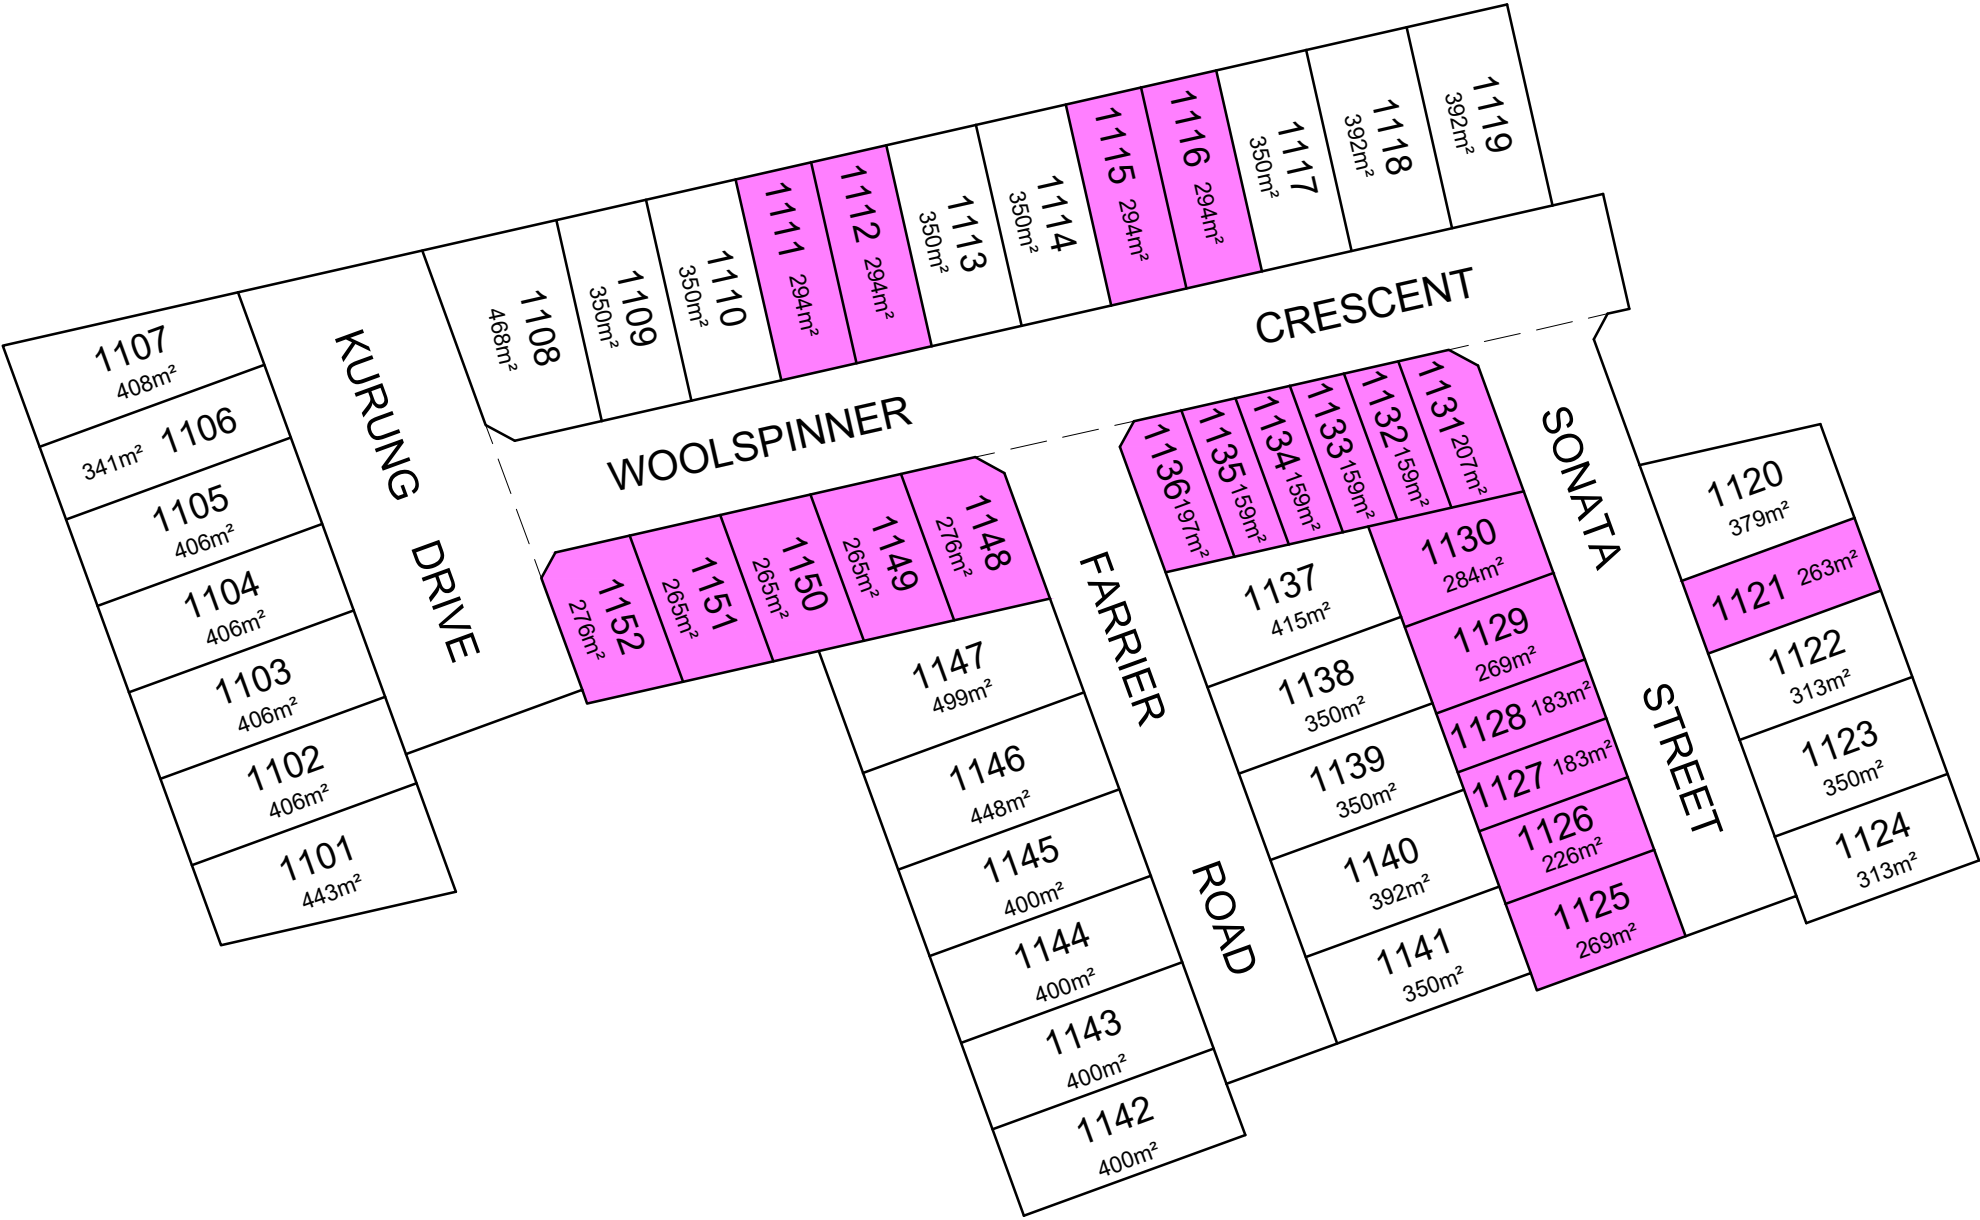 1107
408m²
341m² 1106
1105
406m²
1104
406m²
1103
406m²
1102
406m²
1101
443m²
KURUNG DRIVE
1108
468m²
1109
350m²
1110
350m²
1111 294m²
1112 294m²
1113
350m²
1114
350m²
1115 294m²
1116 294m²
1117
350m²
1118
392m²
1119
392m²
WOOLSPINNER CRESCENT
1152
276m²
1151
265m²
1150
265m²
1149
265m²
1148
276m²
1147
499m²
1146
448m²
1145
400m²
1144
400m²
1143
400m²
1142
400m²
FARRIER ROAD
1136 197m²
1135 159m²
1134 159m²
1133 159m²
1132 159m²
1131 207m²
1137
415m²
1138
350m²
1139
350m²
1140
392m²
1141
350m²
1130
284m²
1129
269m²
1128 183m²
1127 183m²
1126
226m²
1125
269m²
SONATA STREET
1120
379m²
1121 263m²
1122
313m²
1123
350m²
1124
313m²